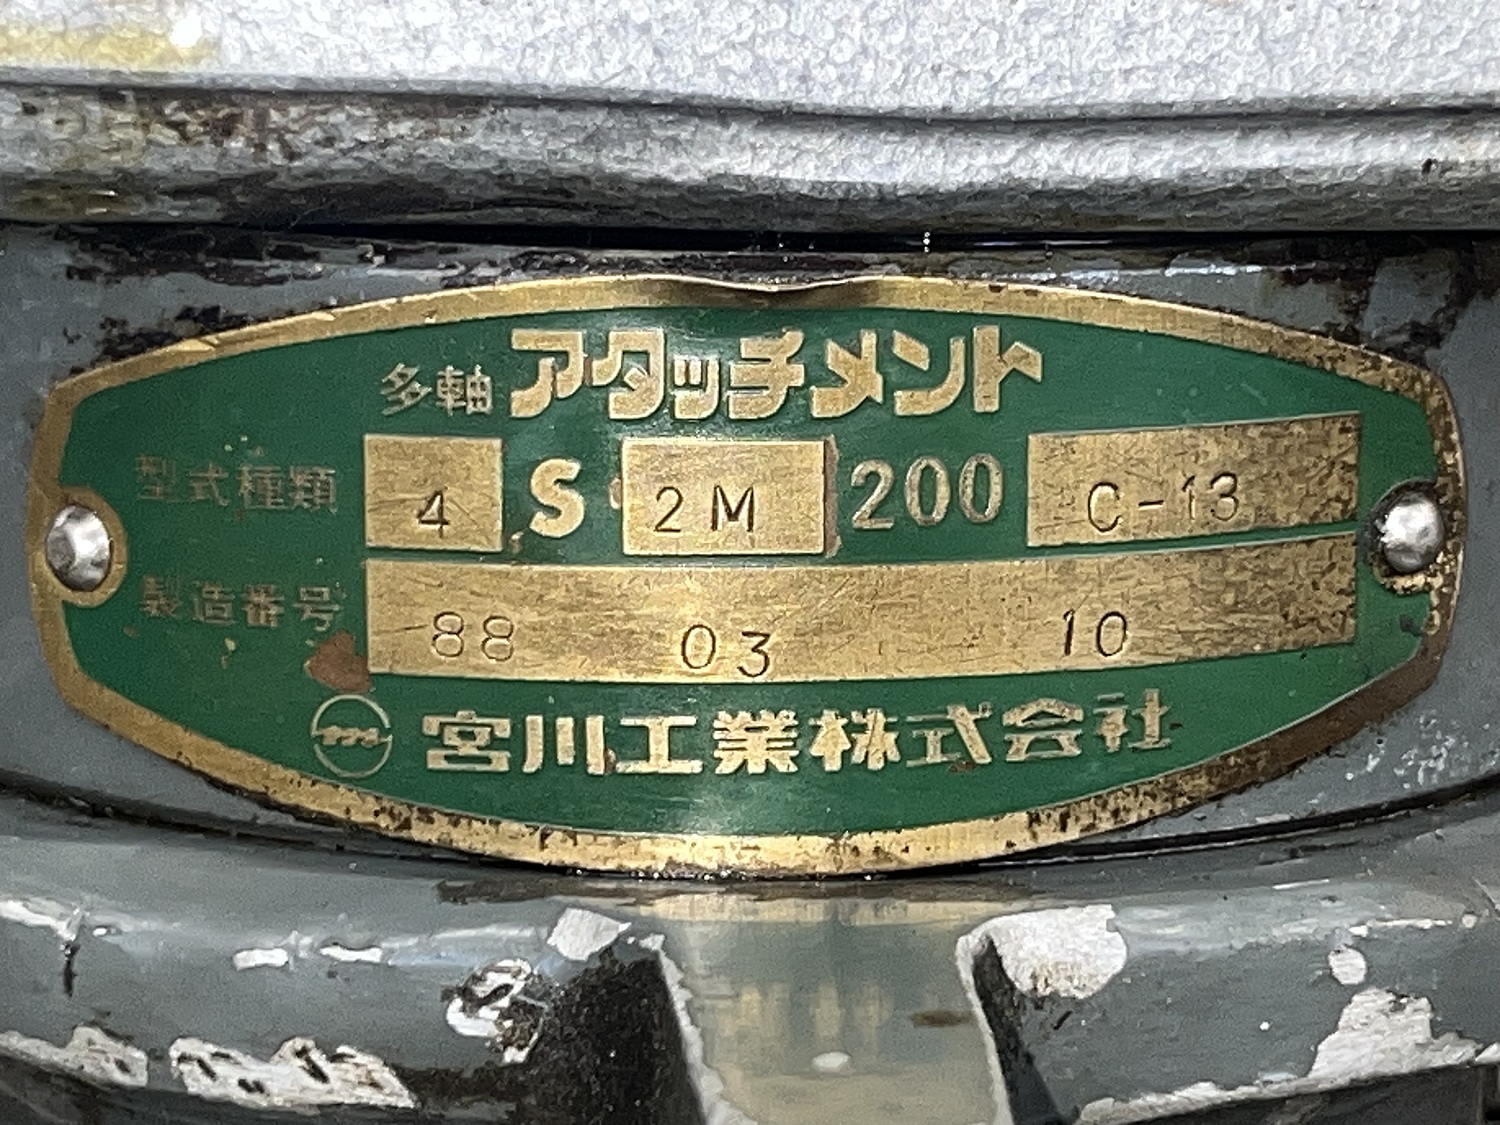 多軸アタッチメント
型式種類 4 S 2M 200 C-13
製造番号 88 03 10
宮川工業株式会社